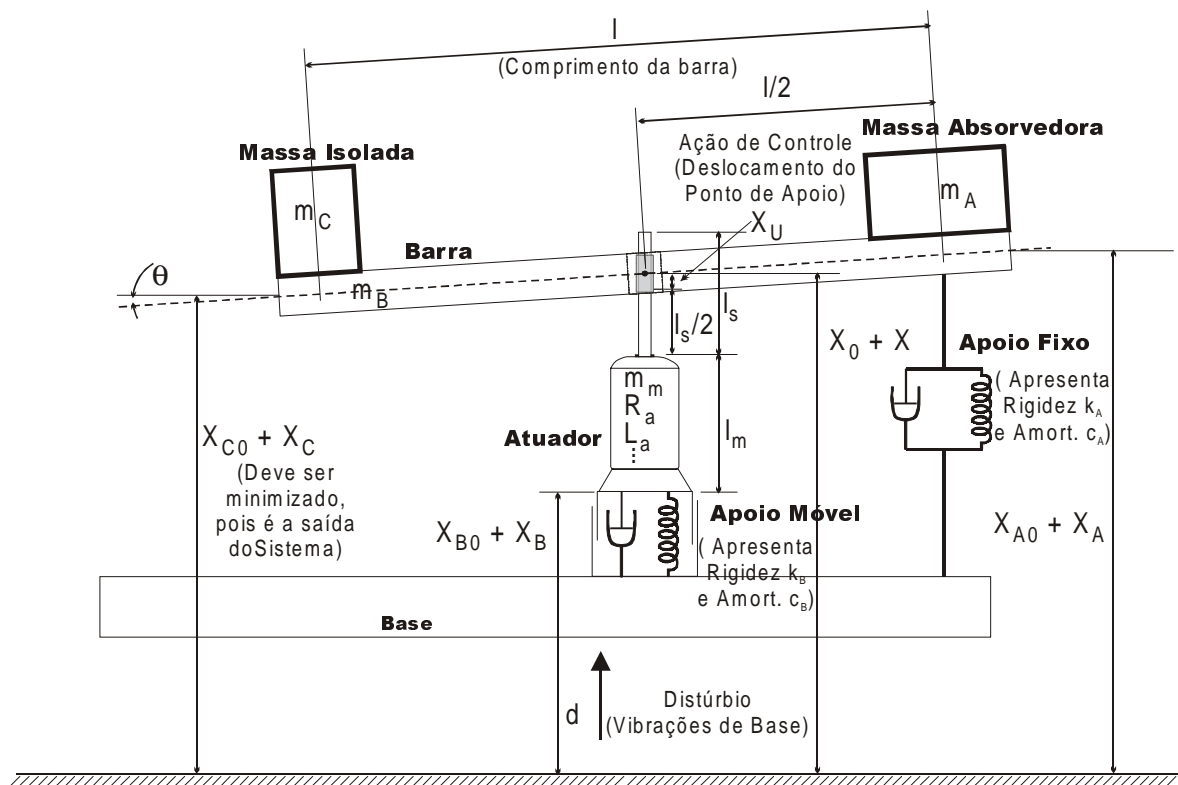 l
(Comprimento da barra)
l/2
Massa Isolada
Ação de Controle
(Deslocamento do
Ponto de Apoio)
Massa Absorvedora
m_C
m_A
X_U
Barra
θ
m_B
l_s
l_s/2
X_0 + X
Apoio Fixo
( Apresenta
Rigidez k_A
e Amort. c_A)
m_m
R_a
L_a
...
Atuador
l_m
X_C0 + X_C
(Deve ser
minimizado,
pois é a saída
doSistema)
X_B0 + X_B
Apoio Móvel
( Apresenta
Rigidez k_B
e Amort. c_B)
X_A0 + X_A
Base
d
Distúrbio
(Vibrações de Base)